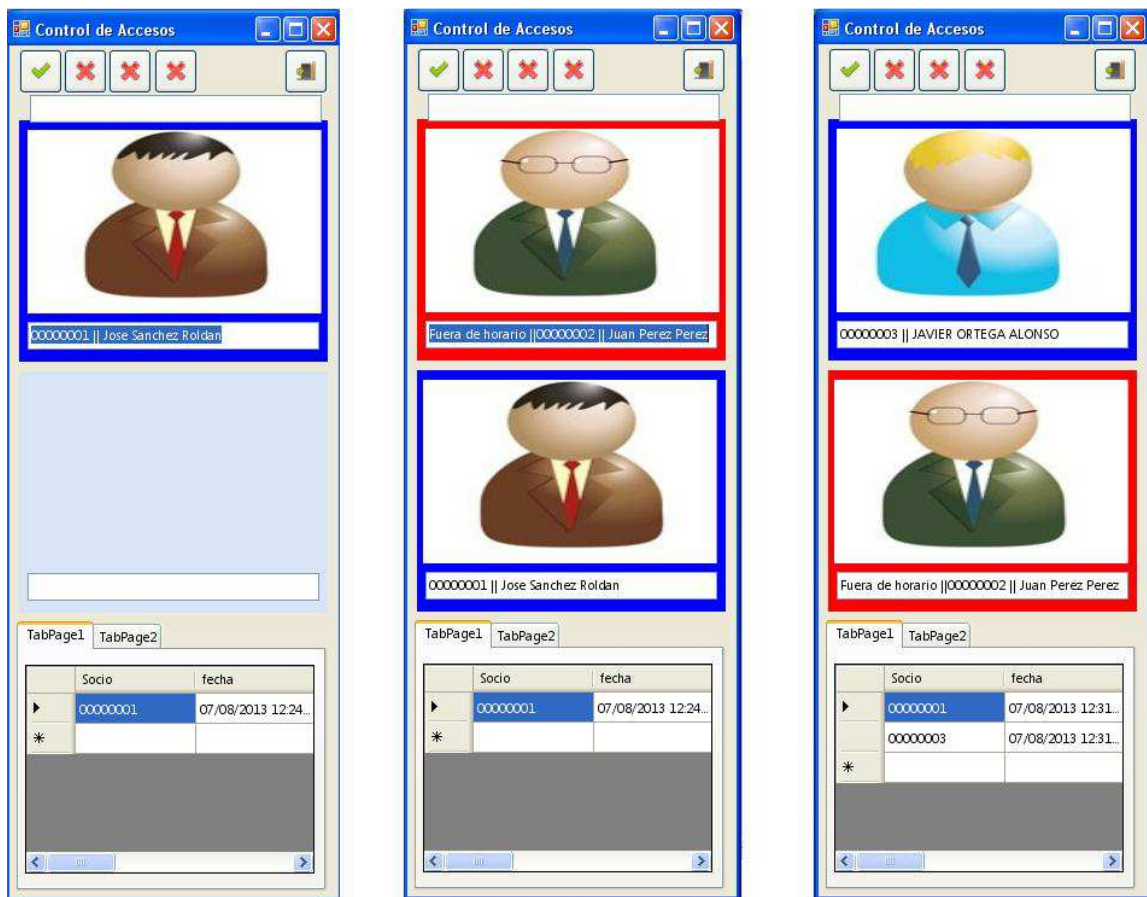 Control de Accesos
00000001 || Jose Sanchez Roldan
TabPage1 TabPage2
Socio fecha
00000001 07/08/2013 12:24...
Control de Accesos
Fuera de horario ||00000002 || Juan Perez Perez
00000001 || Jose Sanchez Roldan
TabPage1 TabPage2
Socio fecha
00000001 07/08/2013 12:24...
Control de Accesos
00000003 || JAVIER ORTEGA ALONSO
Fuera de horario ||00000002 || Juan Perez Perez
TabPage1 TabPage2
Socio fecha
00000001 07/08/2013 12:31...
00000003 07/08/2013 12:31...